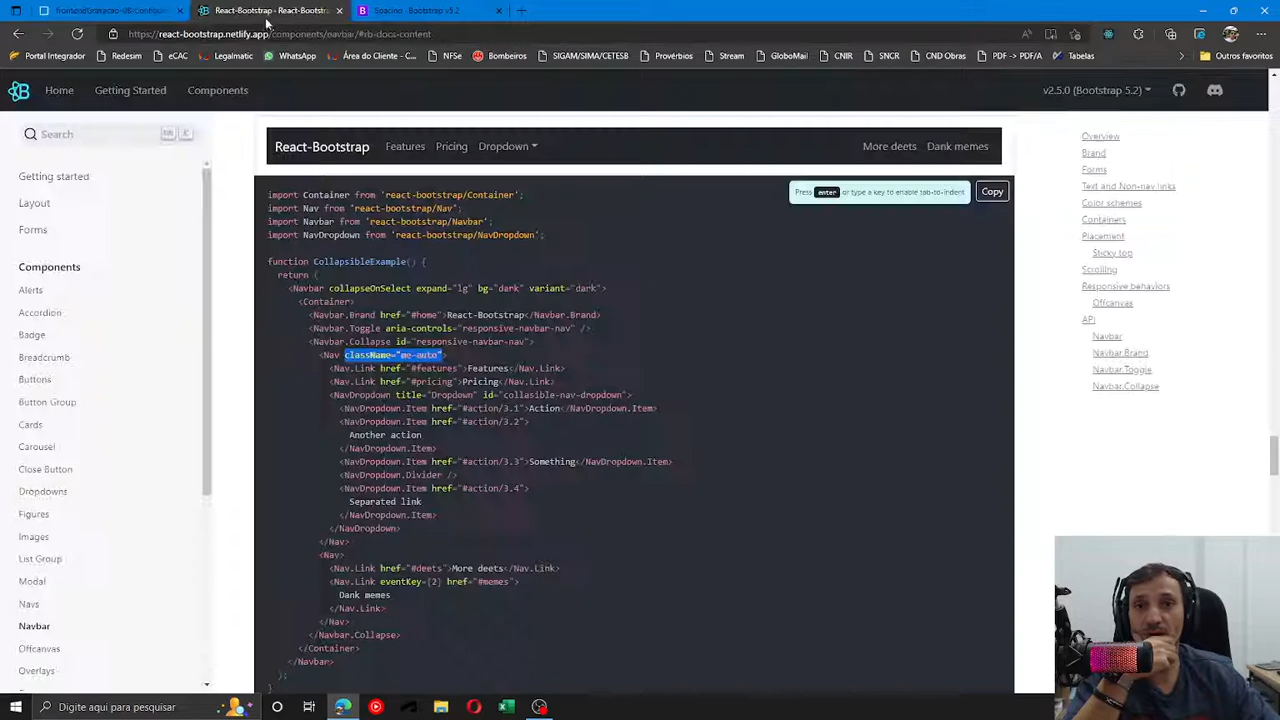 React-Bootstrap - React-Bootstr
Spacing · Bootstrap v5.2
https://react-bootstrap.netlify.app/components/navbar/#rb-docs-content
Portal Integrador
Redesim
eCAC
Legalmatic
WhatsApp
Área do Cliente - C...
NFSe
Bombeiros
SIGAM/SIMA/CETESB
Provérbios
Stream
GloboMail
CNIR
SNCR
CND Obras
PDF -> PDF/A
Tabelas
Outros favoritos
Home
Getting Started
Components
v2.5.0 (Bootstrap 5.2)
Search
Getting started
Layout
Forms
Components
Alerts
Accordion
Badge
Breadcrumb
Buttons
Button Group
Cards
Carousel
Close Button
Dropdowns
Figures
Images
List Group
Modal
Navs
Navbar
Offcanvas
Overlays
React-Bootstrap
Features
Pricing
Dropdown
More deets
Dank memes
Press enter or type a key to enable tab-to-indent
Copy
import Container from 'react-bootstrap/Container';
import Nav from 'react-bootstrap/Nav';
import Navbar from 'react-bootstrap/Navbar';
import NavDropdown from 'react-bootstrap/NavDropdown';
function CollapsibleExample() {
return (
<Navbar collapseOnSelect expand="lg" bg="dark" variant="dark">
<Container>
<Navbar.Brand href="#home">React-Bootstrap</Navbar.Brand>
<Navbar.Toggle aria-controls="responsive-navbar-nav" />
<Navbar.Collapse id="responsive-navbar-nav">
<Nav className="me-auto">
<Nav.Link href="#features">Features</Nav.Link>
<Nav.Link href="#pricing">Pricing</Nav.Link>
<NavDropdown title="Dropdown" id="collasible-nav-dropdown">
<NavDropdown.Item href="#action/3.1">Action</NavDropdown.Item>
<NavDropdown.Item href="#action/3.2">
Another action
</NavDropdown.Item>
<NavDropdown.Item href="#action/3.3">Something</NavDropdown.Item>
<NavDropdown.Divider />
<NavDropdown.Item href="#action/3.4">
Separated link
</NavDropdown.Item>
</NavDropdown>
</Nav>
<Nav>
<Nav.Link href="#deets">More deets</Nav.Link>
<Nav.Link eventKey={2} href="#memes">
Dank memes
</Nav.Link>
</Nav>
</Navbar.Collapse>
</Container>
</Navbar>
);
}
Overview
Brand
Forms
Text and Non-nav links
Color schemes
Containers
Placement
Sticky top
Scrolling
Responsive behaviors
Offcanvas
API
Navbar
Navbar.Brand
Navbar.Toggle
Navbar.Collapse
Digite aqui para pesquisar